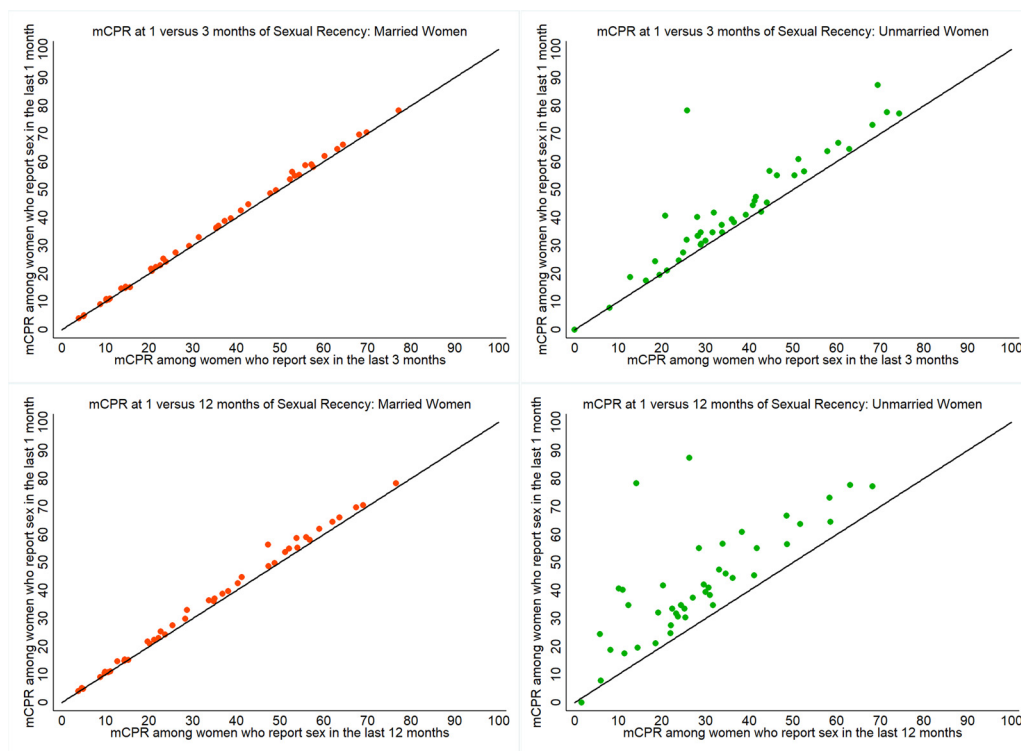 mCPR at 1 versus 3 months of Sexual Recency: Married Women
mCPR among women who report sex in the last 1 month
0 10 20 30 40 50 60 70 80 90 100
0 10 20 30 40 50 60 70 80 90 100
mCPR among women who report sex in the last 3 months
mCPR at 1 versus 3 months of Sexual Recency: Unmarried Women
mCPR among women who report sex in the last 1 month
0 10 20 30 40 50 60 70 80 90 100
0 10 20 30 40 50 60 70 80 90 100
mCPR among women who report sex in the last 3 months
mCPR at 1 versus 12 months of Sexual Recency: Married Women
mCPR among women who report sex in the last 1 month
0 10 20 30 40 50 60 70 80 90 100
0 10 20 30 40 50 60 70 80 90 100
mCPR among women who report sex in the last 12 months
mCPR at 1 versus 12 months of Sexual Recency: Unmarried Women
mCPR among women who report sex in the last 1 month
0 10 20 30 40 50 60 70 80 90 100
0 10 20 30 40 50 60 70 80 90 100
mCPR among women who report sex in the last 12 months